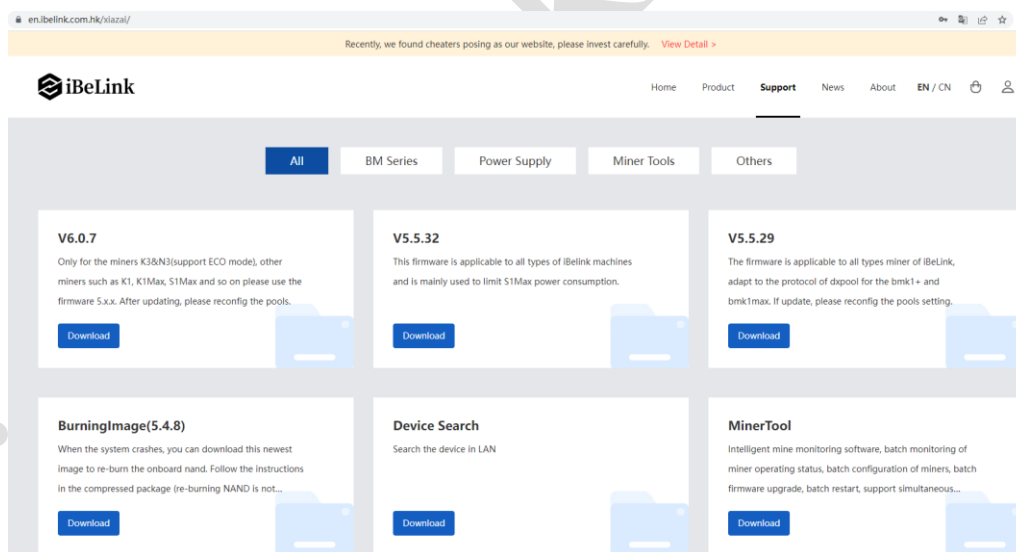 en.ibelink.com.hk/xiazai/
Recently, we found cheaters posing as our website, please invest carefully. View Detail >
iBeLink
Home Product Support News About EN / CN
All BM Series Power Supply Miner Tools Others
V6.0.7
Only for the miners K3&N3(support ECO mode), other
miners such as K1, K1Max, S1Max and so on please use the
firmware 5.x.x. After updating, please reconfig the pools.
Download
V5.5.32
This firmware is applicable to all types of iBelink machines
and is mainly used to limit S1Max power consumption.
Download
V5.5.29
The firmware is applicable to all types miner of iBeLink,
adapt to the protocol of dxpool for the bmk1+ and
bmk1max. If update, please reconfig the pools setting.
Download
BurningImage(5.4.8)
When the system crashes, you can download this newest
image to re-burn the onboard nand. Follow the instructions
in the compressed package (re-burning NAND is not...
Download
Device Search
Search the device in LAN
Download
MinerTool
Intelligent mine monitoring software, batch monitoring of
miner operating status, batch configuration of miners, batch
firmware upgrade, batch restart, support simultaneous...
Download